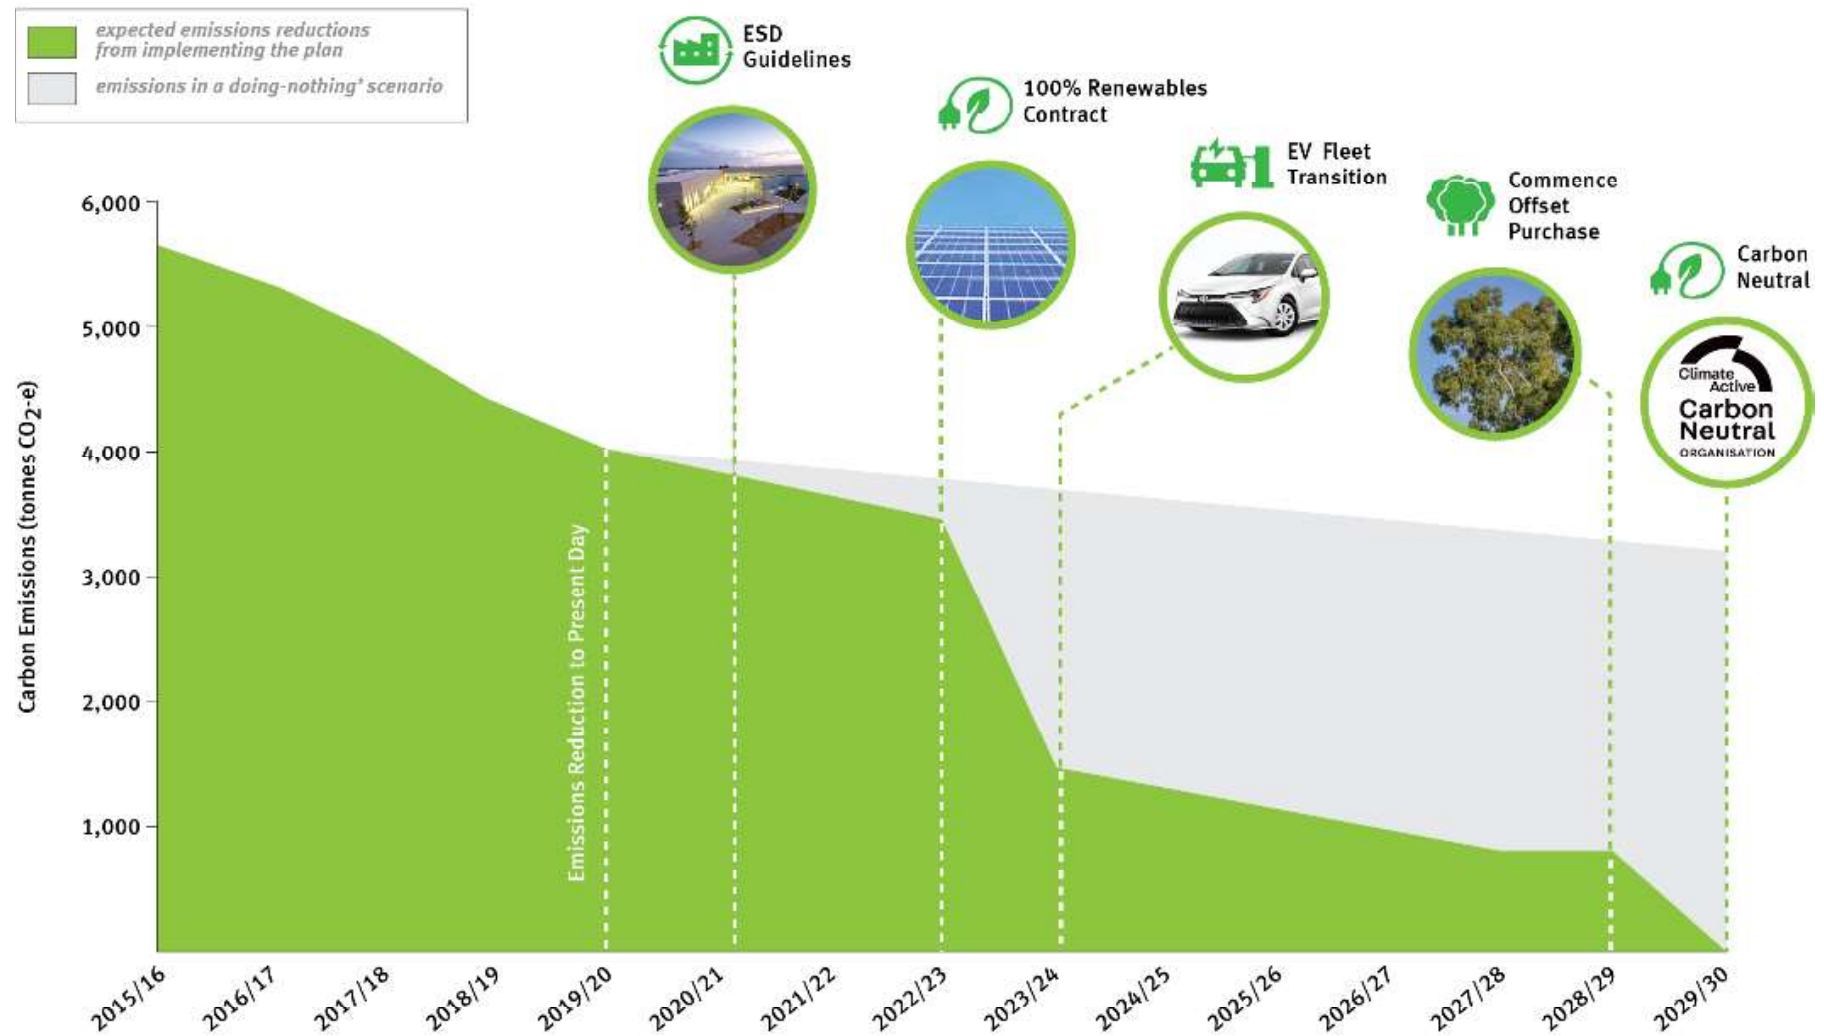 expected emissions reductions
from implementing the plan
emissions in a doing-nothing' scenario
ESD
Guidelines
100% Renewables
Contract
EV Fleet
Transition
Commence
Offset
Purchase
Carbon
Neutral
Climate
Active
Carbon
Neutral
ORGANISATION
Carbon Emissions (tonnes CO2-e)
6,000
5,000
4,000
3,000
2,000
1,000
Emissions Reduction to Present Day
2015/16
2016/17
2017/18
2018/19
2019/20
2020/21
2021/22
2022/23
2023/24
2024/25
2025/26
2026/27
2027/28
2028/29
2029/30